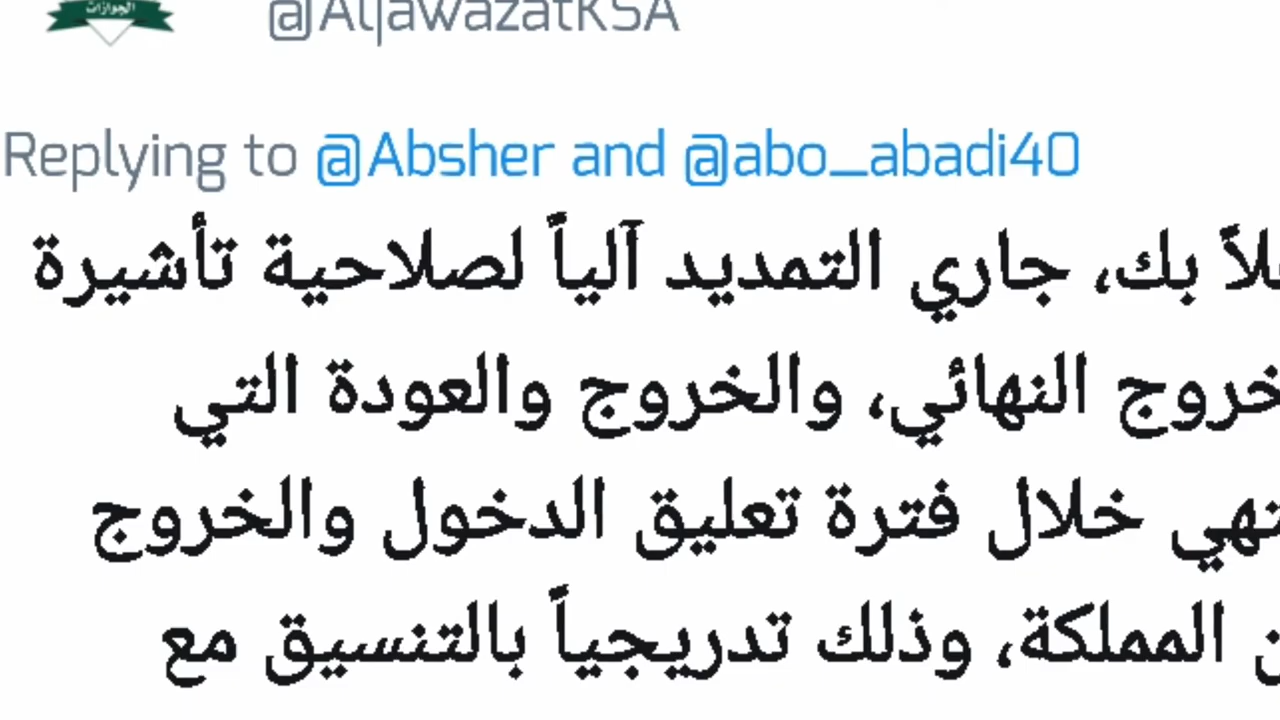 الجوازات
@AljawazatKSA
Replying to @Absher and @abo_abadi40
بك، جاري التمديد آلياً لصلاحية تأشيرة
النهائي، والخروج والعودة التي
خلال فترة تعليق الدخول والخروج
المملكة، وذلك تدريجياً بالتنسيق مع